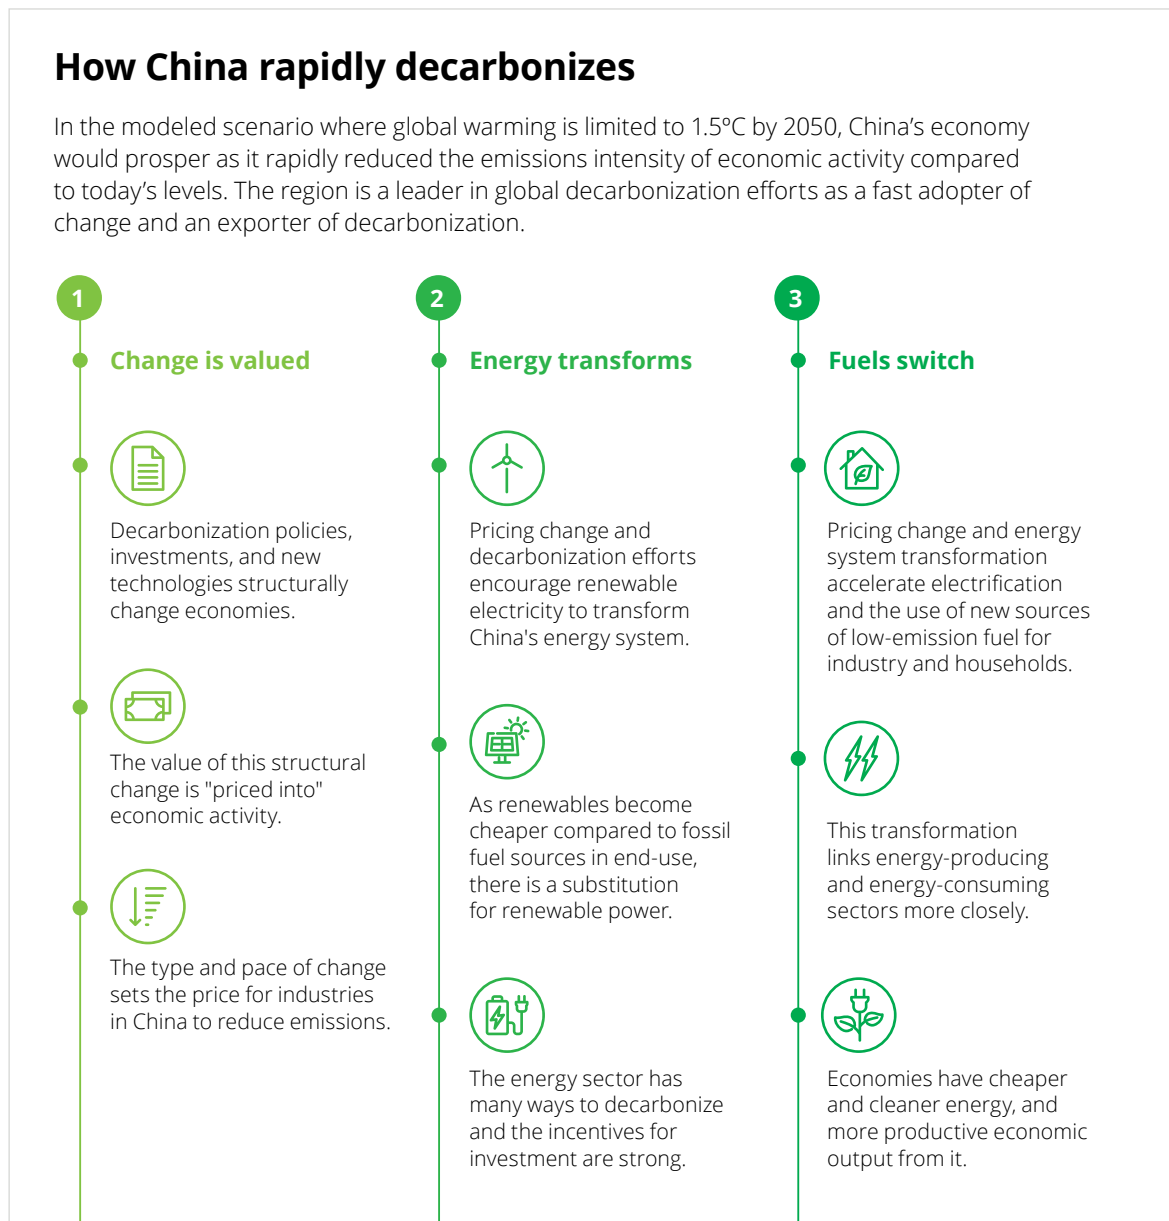 How China rapidly decarbonizes
In the modeled scenario where global warming is limited to 1.5ºC by 2050, China’s economy
would prosper as it rapidly reduced the emissions intensity of economic activity compared
to today’s levels. The region is a leader in global decarbonization efforts as a fast adopter of
change and an exporter of decarbonization.
1
Change is valued
Decarbonization policies,
investments, and new
technologies structurally
change economies.
The value of this structural
change is "priced into"
economic activity.
The type and pace of change
sets the price for industries
in China to reduce emissions.
2
Energy transforms
Pricing change and
decarbonization efforts
encourage renewable
electricity to transform
China's energy system.
As renewables become
cheaper compared to fossil
fuel sources in end-use,
there is a substitution
for renewable power.
The energy sector has
many ways to decarbonize
and the incentives for
investment are strong.
3
Fuels switch
Pricing change and energy
system transformation
accelerate electrification
and the use of new sources
of low-emission fuel for
industry and households.
This transformation
links energy-producing
and energy-consuming
sectors more closely.
Economies have cheaper
and cleaner energy, and
more productive economic
output from it.